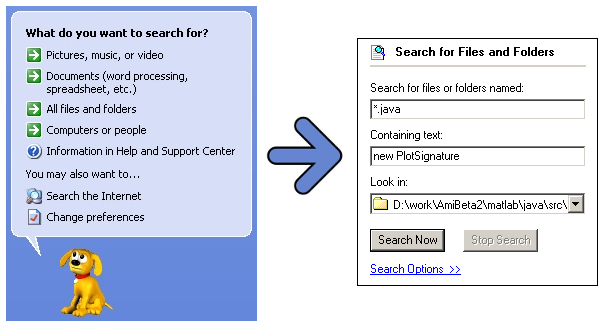 What do you want to search for?
Pictures, music, or video
Documents (word processing,
spreadsheet, etc.)
All files and folders
Computers or people
Information in Help and Support Center
You may also want to...
Search the Internet
Change preferences
Search for Files and Folders
Search for files or folders named:
*.java
Containing text:
new PlotSignature
Look in:
D:\work\AmiBeta2\matlab\java\src\
Search Now
Stop Search
Search Options >>